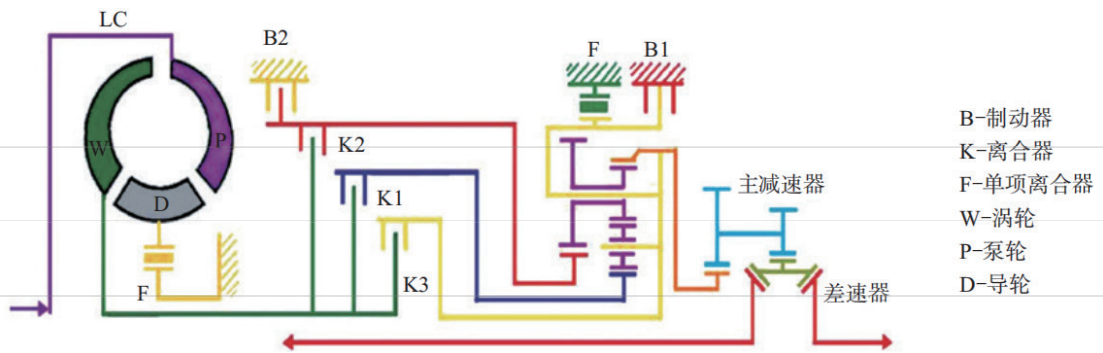 LC
B2
F
B1
K2
W
P
K1
D
主减速器
F
K3
差速器
B-制动器
K-离合器
F-单项离合器
W-涡轮
P-泵轮
D-导轮